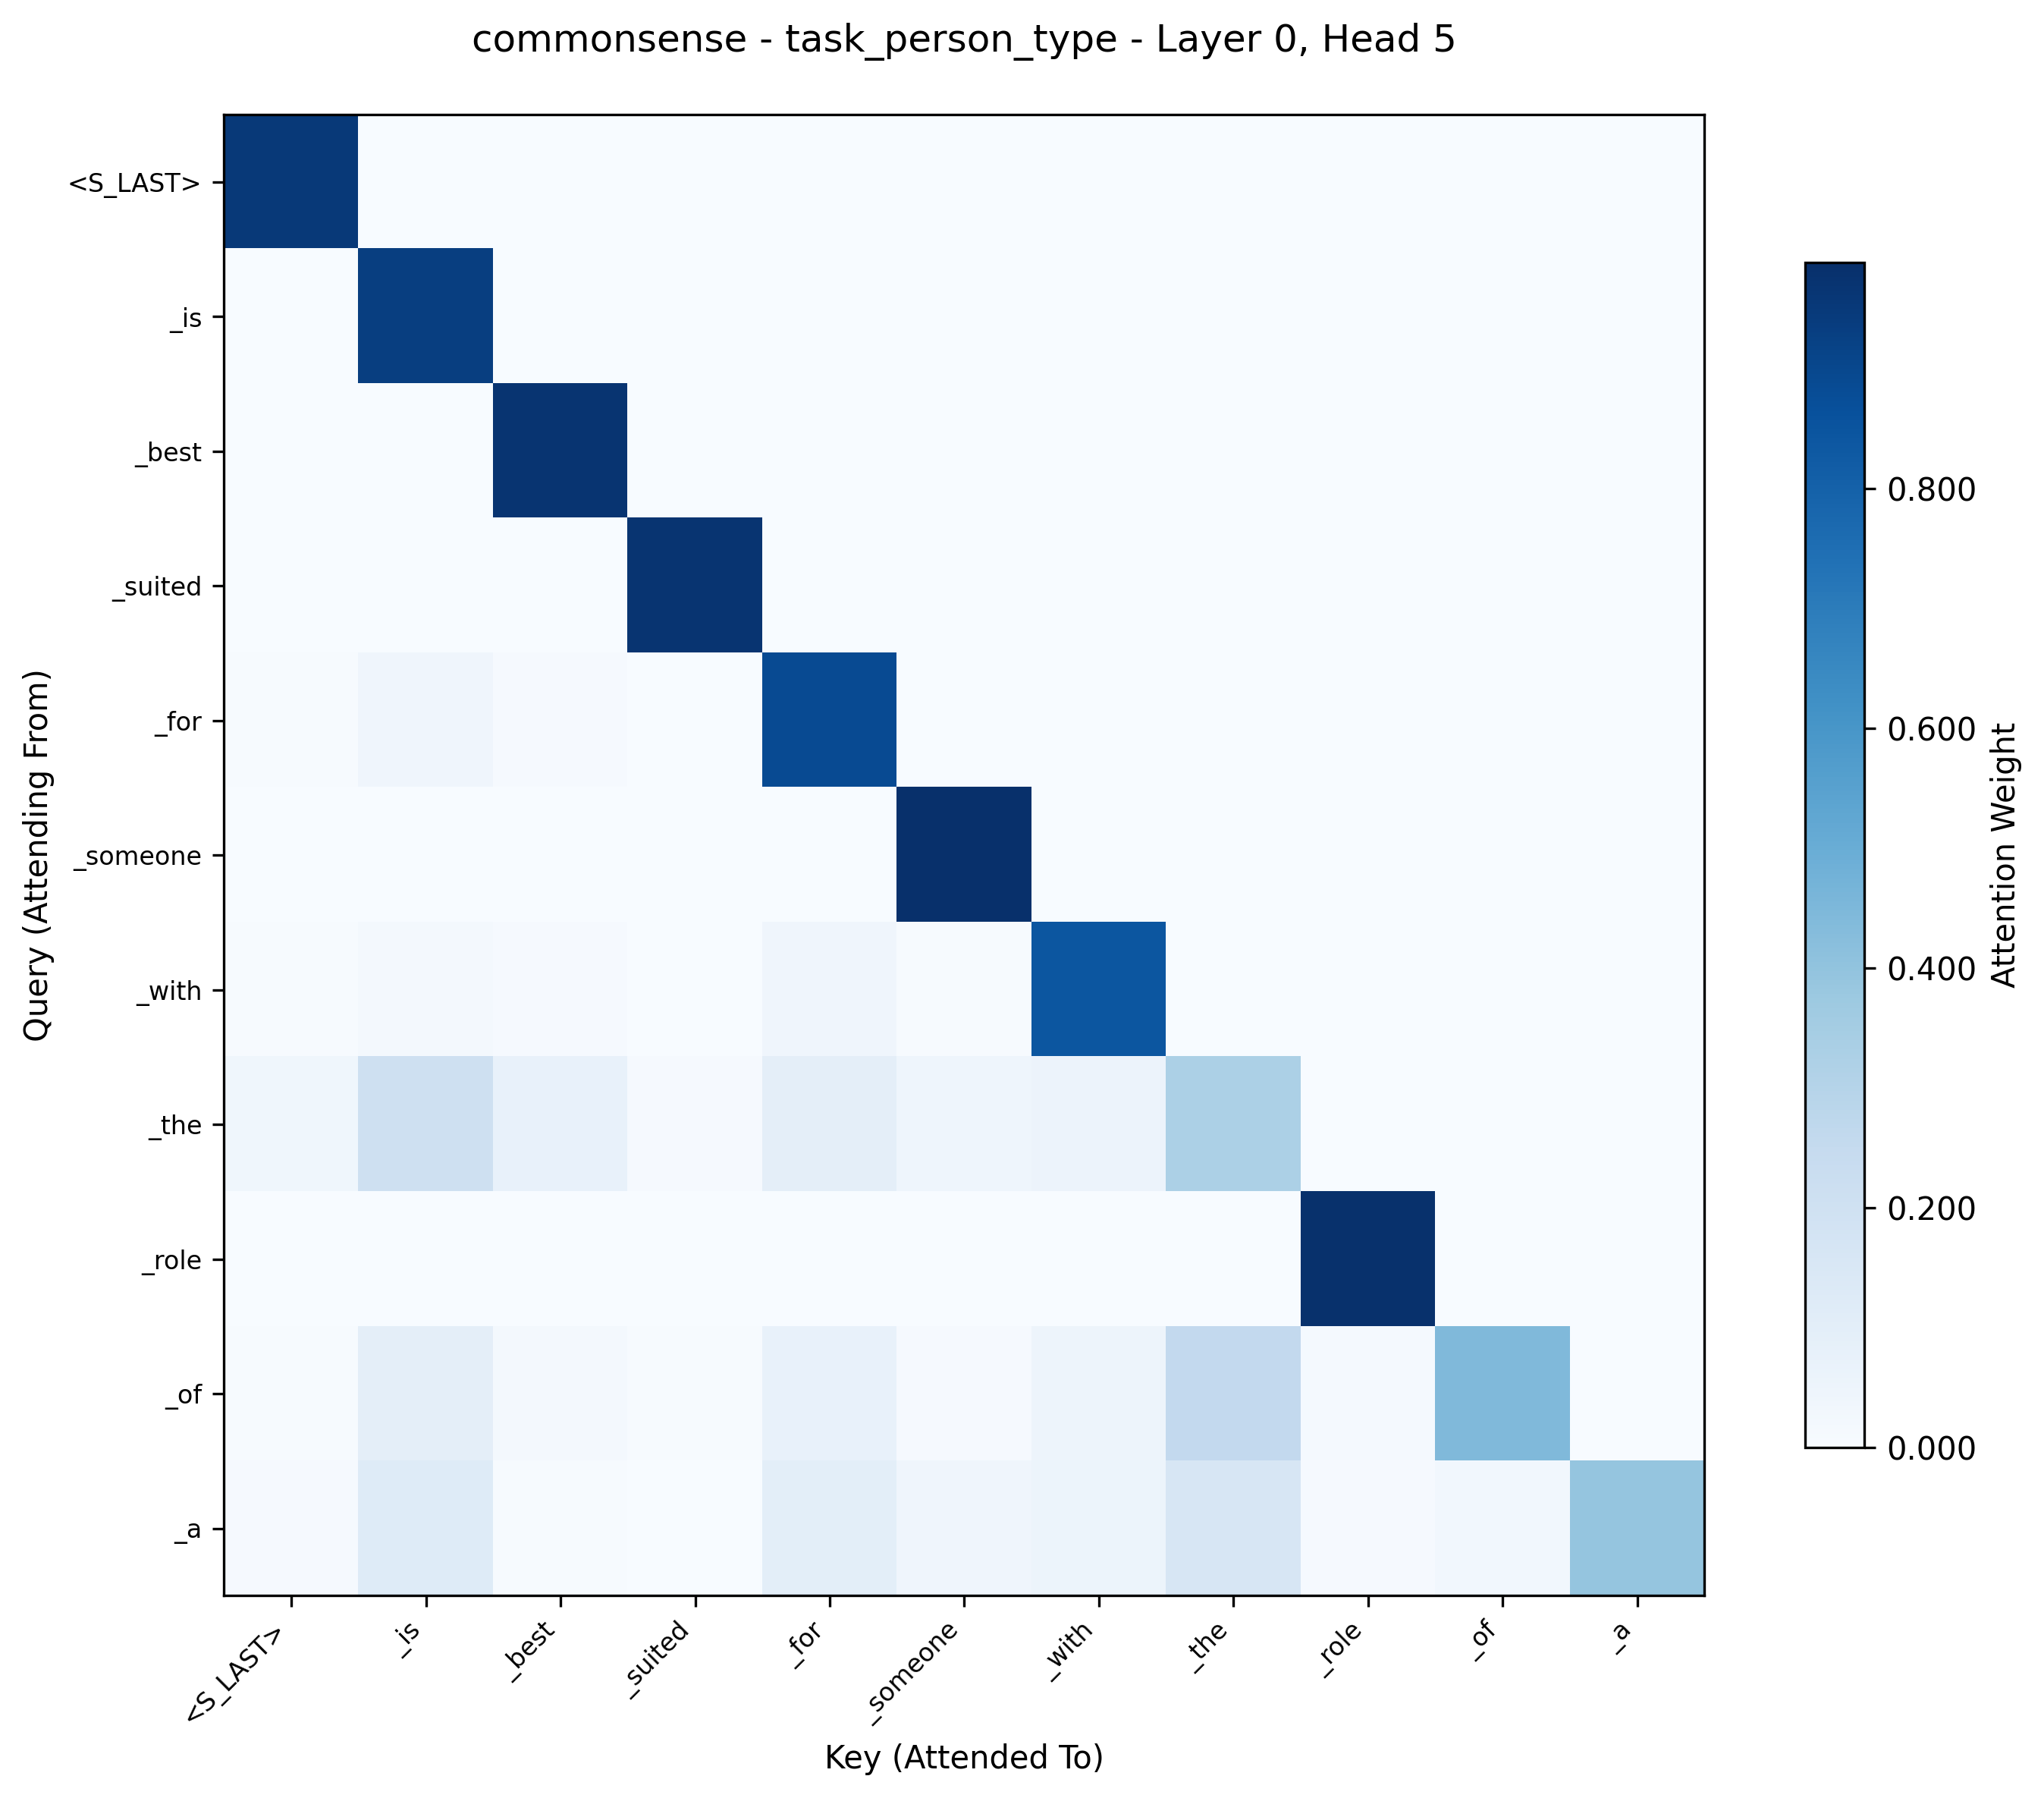 commonsense - task_person_type - Layer 0, Head 5
<S_LAST>
_is
_best
_suited
_for
_someone
_with
_the
_role
_of
_a
Query (Attending From)
<S_LAST>
_is
_best
_suited
_for
_someone
_with
_the
_role
_of
_a
Key (Attended To)
0.800
0.600
0.400
0.200
0.000
Attention Weight